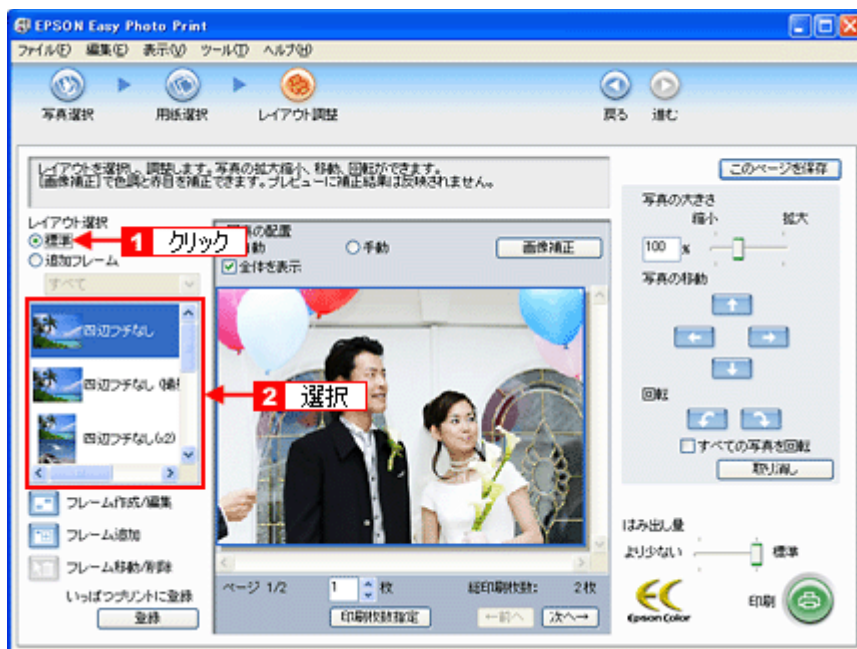 EPSON Easy Photo Print
ファイル(F) 編集(E) 表示(V) ツール(T) ヘルプ(H)
写真選択 用紙選択 レイアウト調整 戻る 進む
レイアウトを選択し、調整します。写真の拡大縮小、移動、回転ができます。
[画像補正]で色調と赤目を補正できます。プレビューに補正結果は反映されません。
このページを保存
レイアウト選択
標準
1 クリック
追加フレーム
すべて
四辺フチなし
四辺フチなし
四辺フチなし(x2)
2 選択
フレーム作成/編集
フレーム追加
フレーム移動/削除
いっぱつプリントに登録
登録
の配置
動 手動 画像補正
全体を表示
ページ 1/2 1 枚 総印刷枚数: 2枚
印刷枚数指定 ←前へ 次へ→
写真の大きさ
縮小 拡大
100 %
写真の移動
回転
すべての写真を回転
取り消し
はみ出し量
より少ない 標準
Epson Color
印刷